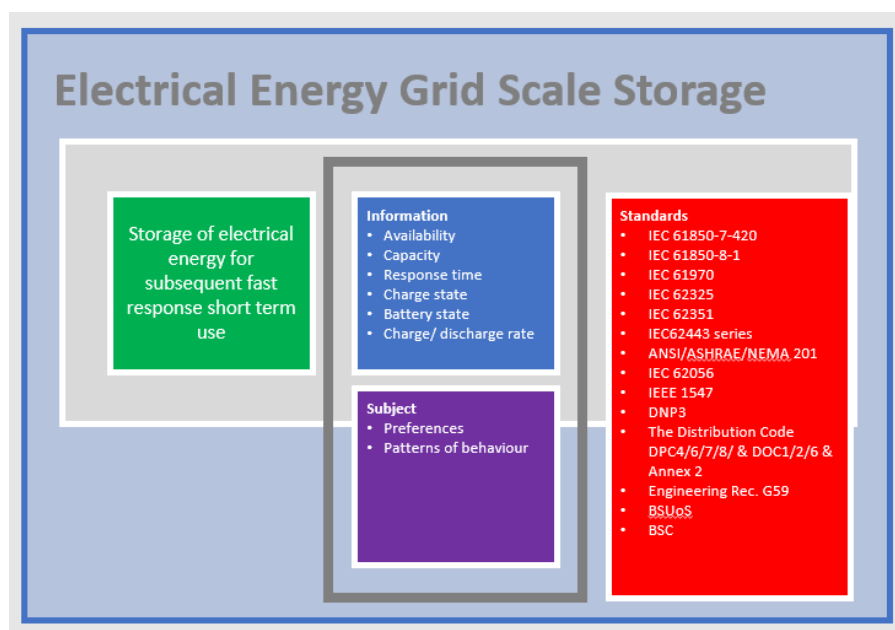 Electrical Energy Grid Scale Storage
Storage of electrical
energy for
subsequent fast
response short term
use
Information
• Availability
• Capacity
• Response time
• Charge state
• Battery state
• Charge/ discharge rate
Subject
• Preferences
• Patterns of behaviour
Standards
• IEC 61850-7-420
• IEC 61850-8-1
• IEC 61970
• IEC 62325
• IEC 62351
• IEC62443 series
• ANSI/ASHRAE/NEMA 201
• IEC 62056
• IEEE 1547
• DNP3
• The Distribution Code
DPC4/6/7/8/ & DOC1/2/6 &
Annex 2
• Engineering Rec. G59
• BSUoS
• BSC